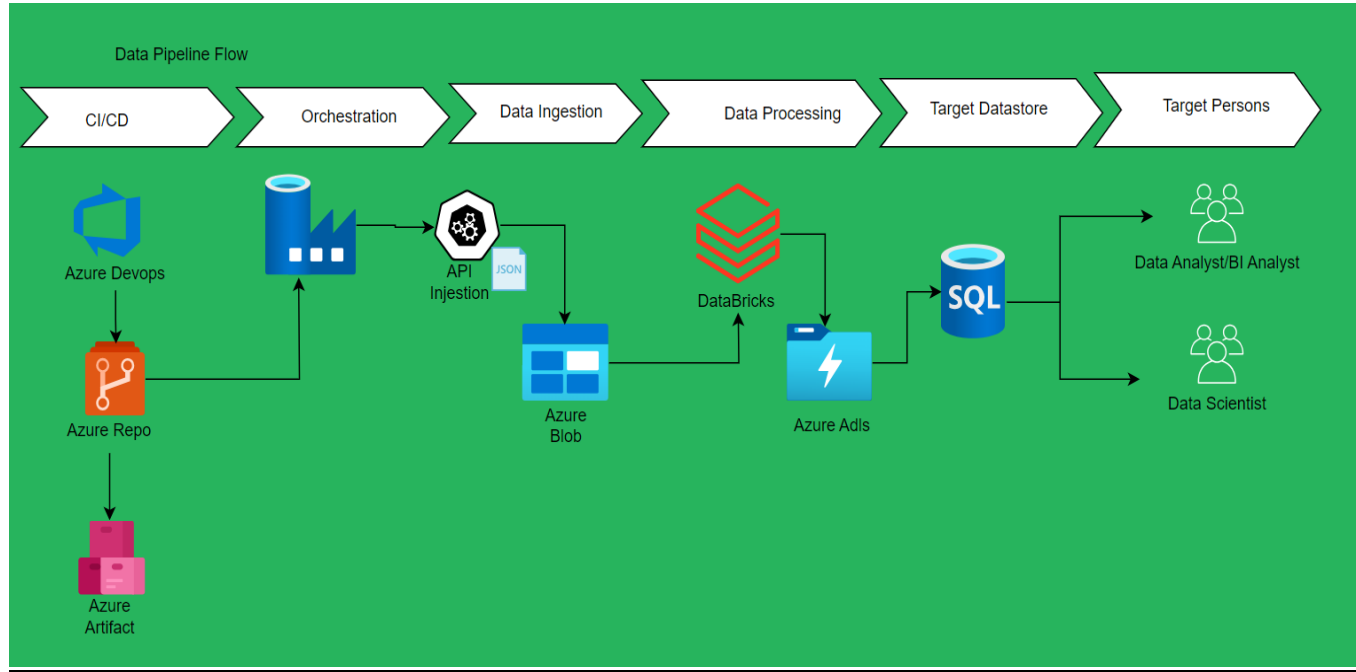 Data Pipeline Flow
CI/CD
Orchestration
Data Ingestion
Data Processing
Target Datastore
Target Persons
Azure Devops
API
Injestion
JSON
DataBricks
SQL
Data Analyst/BI Analyst
Azure Repo
Azure
Blob
Azure Adls
Data Scientist
Azure
Artifact